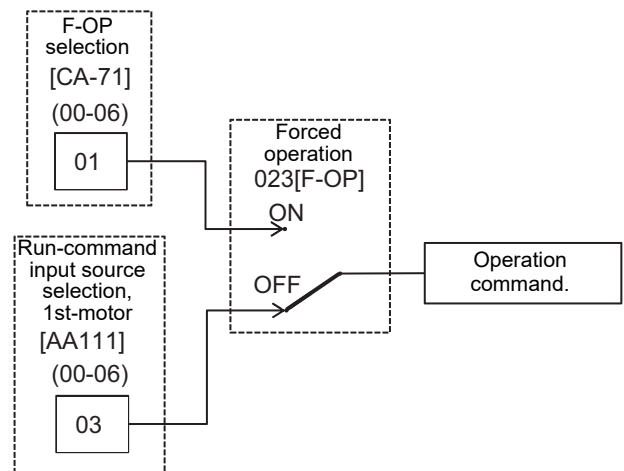 F-OP
selection
[CA-71]
(00-06)
01
Forced
operation
023[F-OP]
ON
OFF
Run-command
input source
selection,
1st-motor
[AA111]
(00-06)
03
Operation
command.